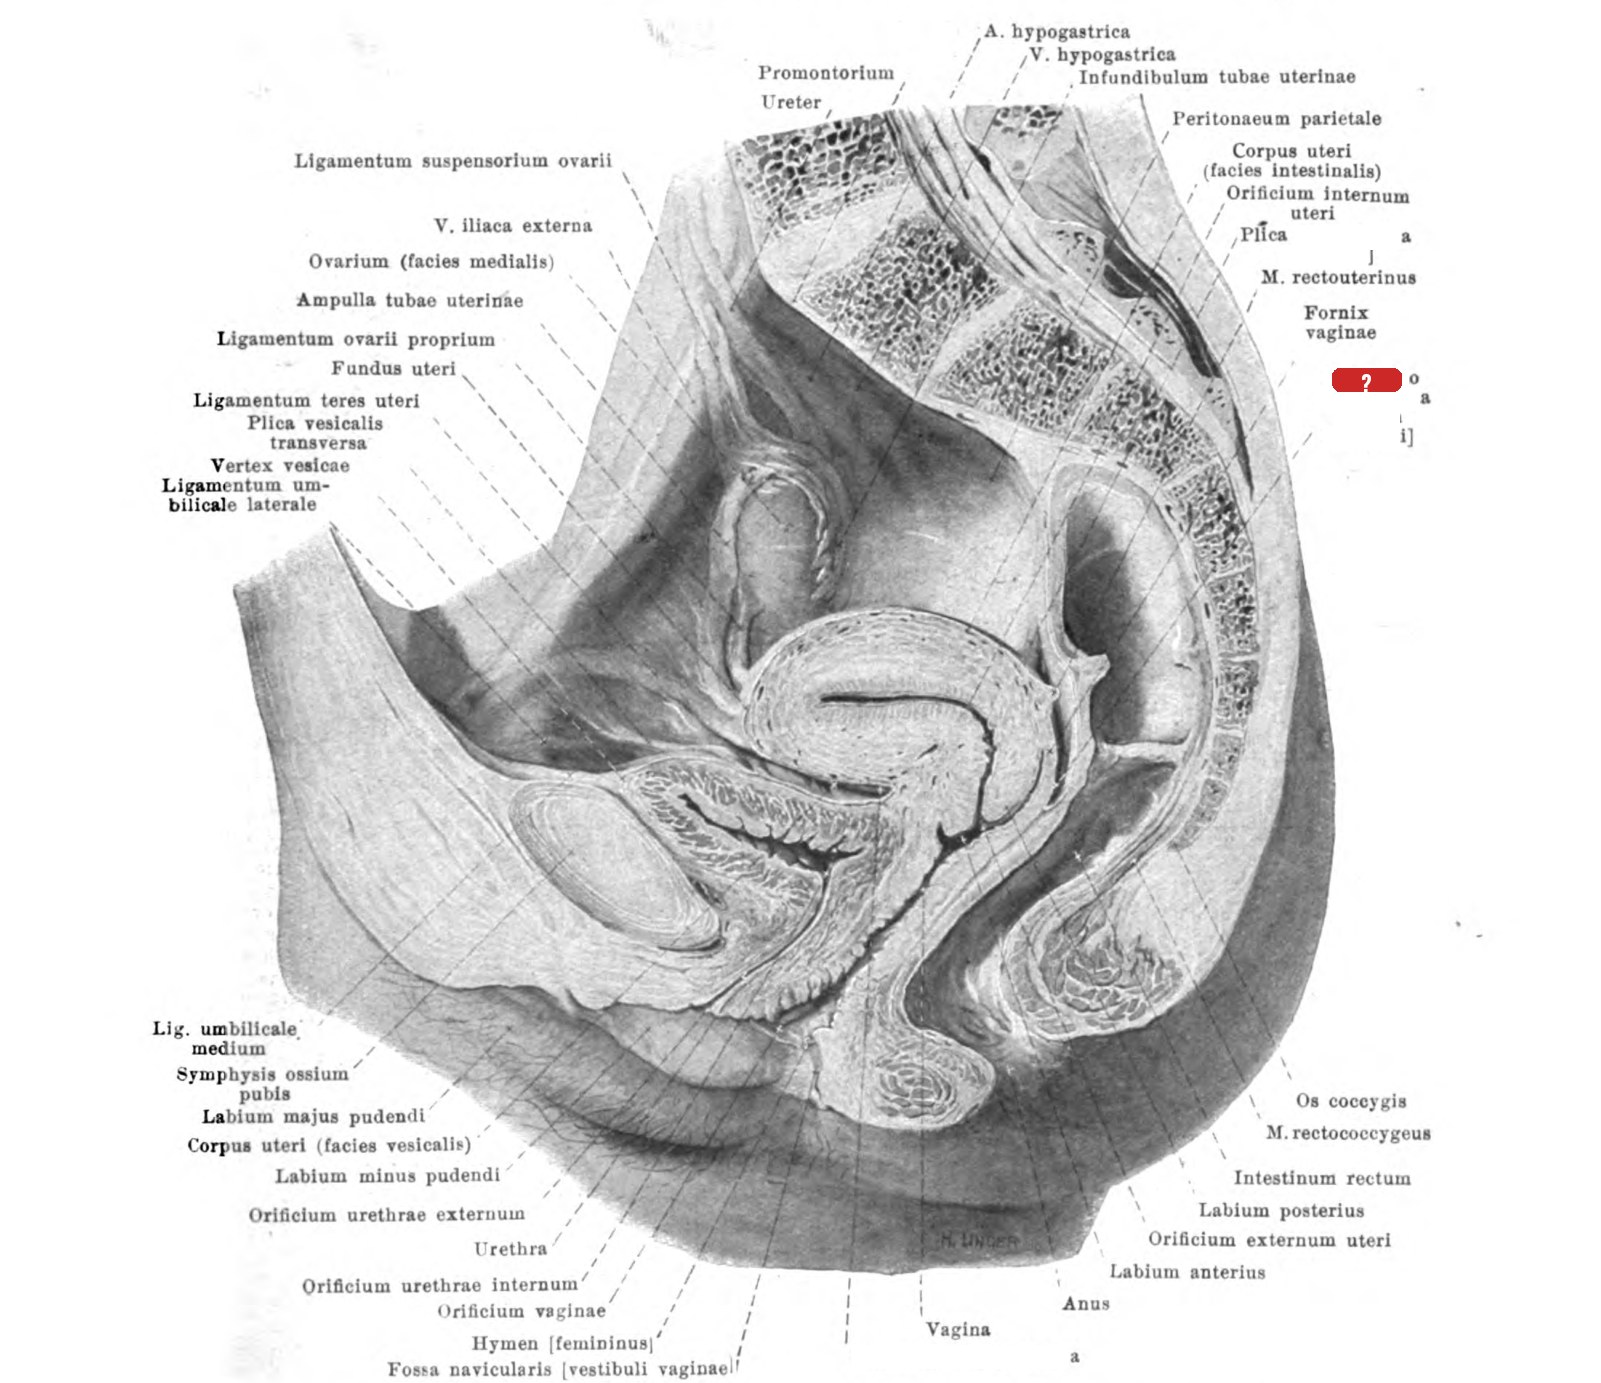 A. hypogastrica
V. hypogastrica
Promontorium
Infundibulum tubae uterinae
Ureter
Peritonaeum parietale
Ligamentum suspensorium ovarii
Corpus uteri
(facies intestinalis)
Orificium internum
uteri
V. iliaca externa
Plica
a
J
Ovarium (facies medialis)
M. rectouterinus
Ampulla tubae uterinae
Fornix
vaginae
Ligamentum ovarii proprium
Fundus uteri
?
o
a
i]
Ligamentum teres uteri
Plica vesicalis
transversa
Vertex vesicae
Ligamentum um-
bilicale laterale
Lig. umbilicale
medium
Symphysis ossium
pubis
Labium majus pudendi
Corpus uteri (facies vesicalis)
Labium minus pudendi
Orificium urethrae externum
Urethra
Orificium urethrae internum
Orificium vaginae
Hymen [femininus]
Fossa navicularis [vestibuli vaginae]
Os coccygis
M. rectococcygeus
Intestinum rectum
Labium posterius
Orificium externum uteri
Labium anterius
Anus
Vagina
a